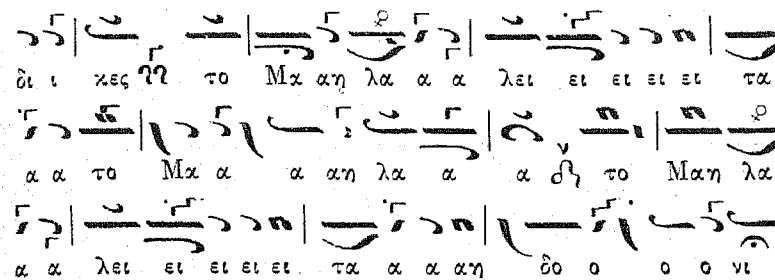 δι ι κες το Μα αη λα α α λει ει ει ει ει τα
α α το Μα α α αη λα α α το Μαη λα
α α λει ει ει ει ει τα α α αη δο ο ο ο νι